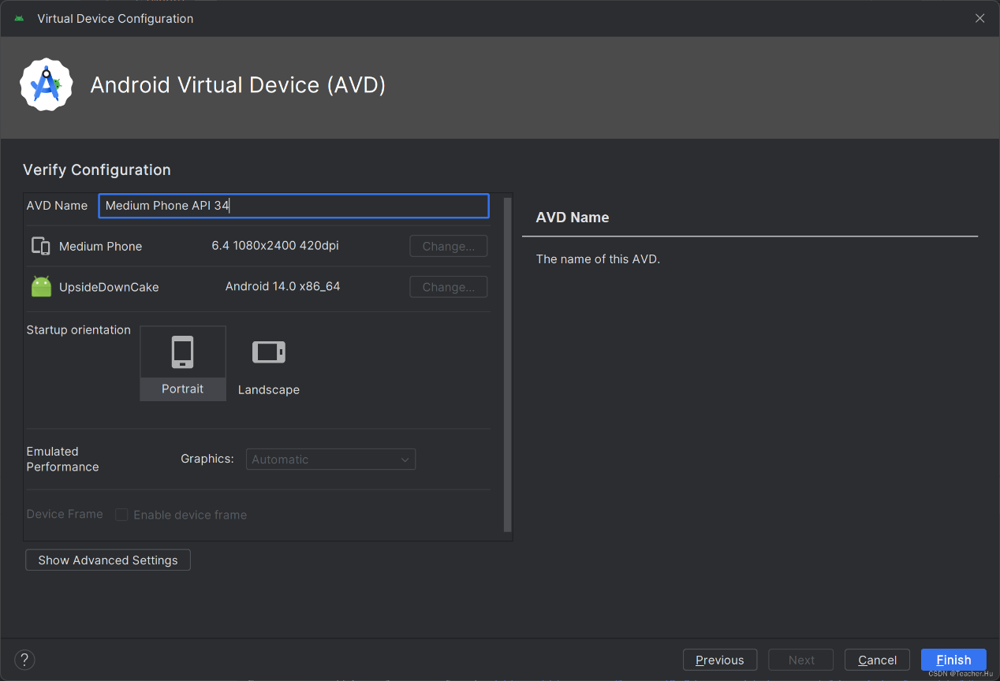 Virtual Device Configuration
Android Virtual Device (AVD)
Verify Configuration
AVD Name Medium Phone API 34
Medium Phone 6.4 1080x2400 420dpi Change...
UpsideDownCake Android 14.0 x86_64 Change...
Startup orientation
Portrait
Landscape
Emulated
Performance
Graphics: Automatic
Device Frame Enable device frame
Show Advanced Settings
AVD Name
The name of this AVD.
? Previous Next Cancel Finish
CSDN @Teacher.Hu